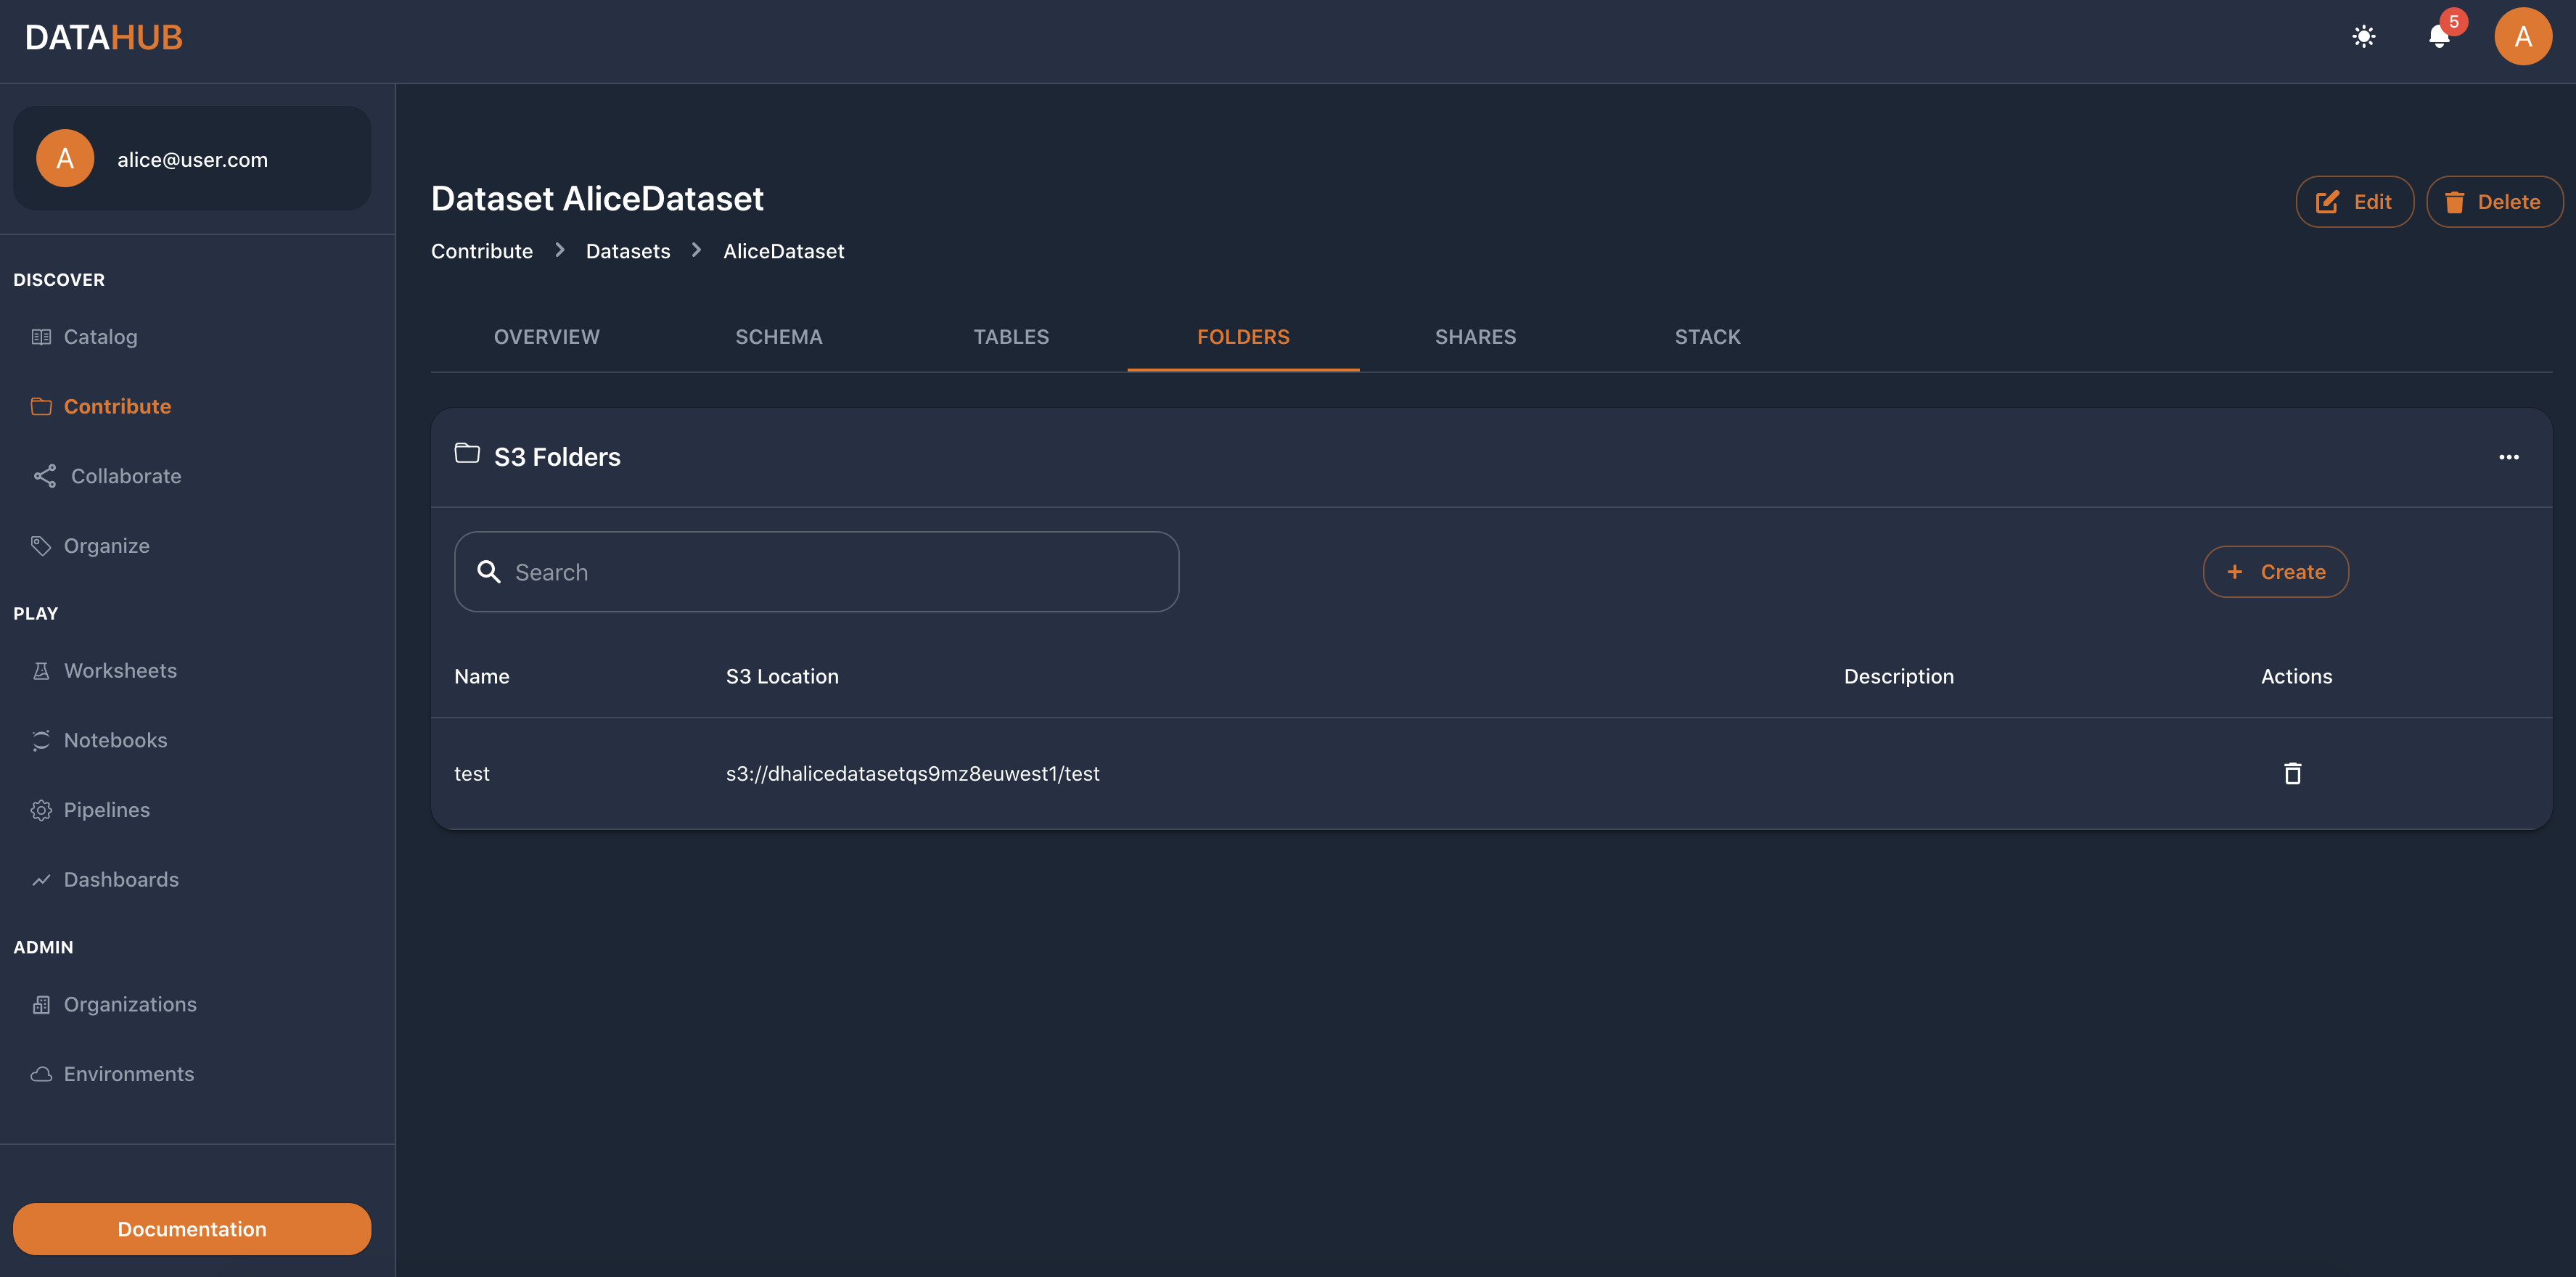 DATAHUB
5
A
A
alice@user.com
DISCOVER
Catalog
Contribute
Collaborate
Organize
PLAY
Worksheets
Notebooks
Pipelines
Dashboards
ADMIN
Organizations
Environments
Documentation
Dataset AliceDataset
Edit
Delete
Contribute > Datasets > AliceDataset
OVERVIEW SCHEMA TABLES FOLDERS SHARES STACK
S3 Folders
Search
+ Create
Name S3 Location Description Actions
test s3://dhalicedatasetqs9mz8euwest1/test